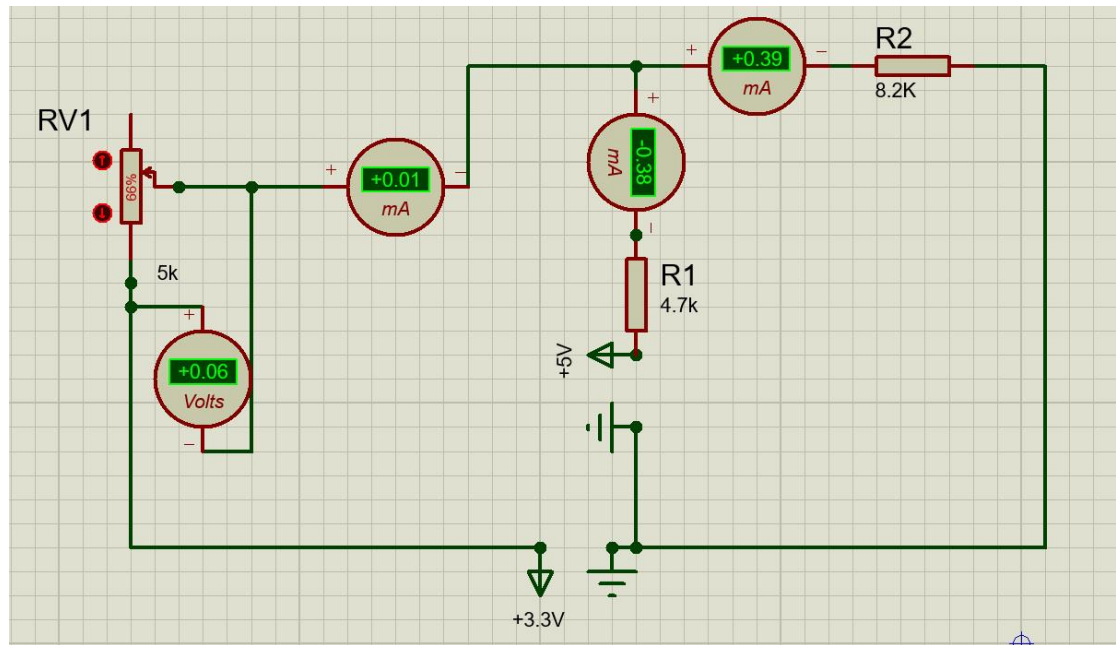 RV1
66%
5k
+
+0.06
Volts
−
+
+0.01
mA
−
+
-0.38
mA
−
+
+0.39
mA
−
R2
8.2K
R1
4.7k
+5V
+3.3V